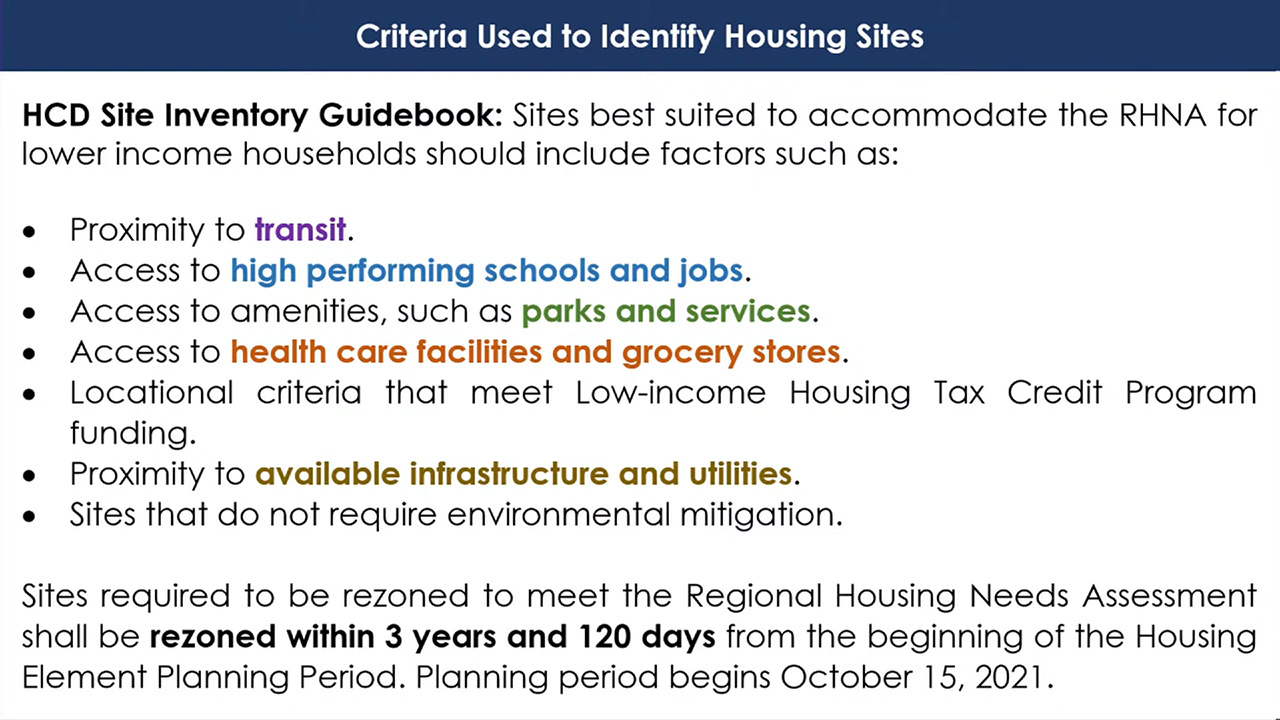 Criteria Used to Identify Housing Sites
HCD Site Inventory Guidebook: Sites best suited to accommodate the RHNA for
lower income households should include factors such as:
• Proximity to transit.
• Access to high performing schools and jobs.
• Access to amenities, such as parks and services.
• Access to health care facilities and grocery stores.
• Locational criteria that meet Low-income Housing Tax Credit Program
funding.
• Proximity to available infrastructure and utilities.
• Sites that do not require environmental mitigation.
Sites required to be rezoned to meet the Regional Housing Needs Assessment
shall be rezoned within 3 years and 120 days from the beginning of the Housing
Element Planning Period. Planning period begins October 15, 2021.